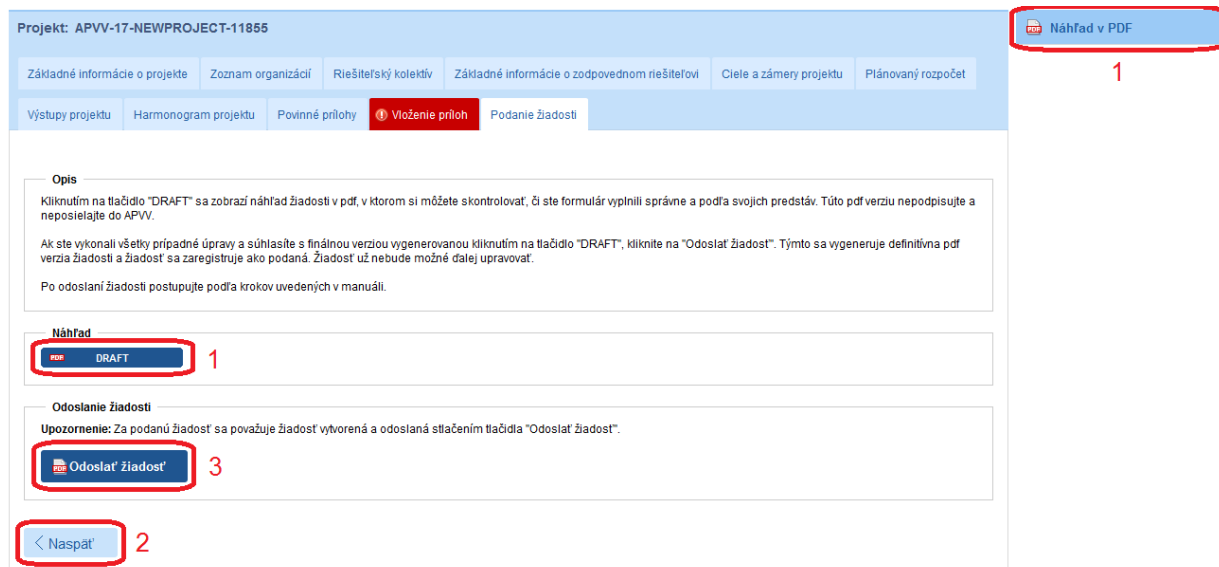 Projekt: APVV-17-NEWPROJECT-11855
Náhľad v PDF
1
Základné informácie o projekte Zoznam organizácií Riešiteľský kolektív Základné informácie o zodpovednom riešiteľovi Ciele a zámery projektu Plánovaný rozpočet
Výstupy projektu Harmonogram projektu Povinné prílohy Vloženie príloh Podanie žiadosti
Opis
Kliknutím na tlačidlo "DRAFT" sa zobrazí náhľad žiadosti v pdf, v ktorom si môžete skontrolovať, či ste formulár vyplnili správne a podľa svojich predstáv. Túto pdf verziu nepodpisujte a
neposielajte do APVV.
Ak ste vykonali všetky prípadné úpravy a súhlasíte s finálnou verziou vygenerovanou kliknutím na tlačidlo "DRAFT", kliknite na "Odoslať žiadosť". Týmto sa vygeneruje definitívna pdf
verzia žiadosti a žiadosť sa zaregistruje ako podaná. Žiadosť už nebude možné ďalej upravovať.
Po odoslaní žiadosti postupujte podľa krokov uvedených v manuáli.
Náhľad
PDF DRAFT 1
Odoslanie žiadosti
Upozornenie: Za podanú žiadosť sa považuje žiadosť vytvorená a odoslaná stlačením tlačidla "Odoslať žiadosť".
PDF Odoslať žiadosť 3
Naspäť 2